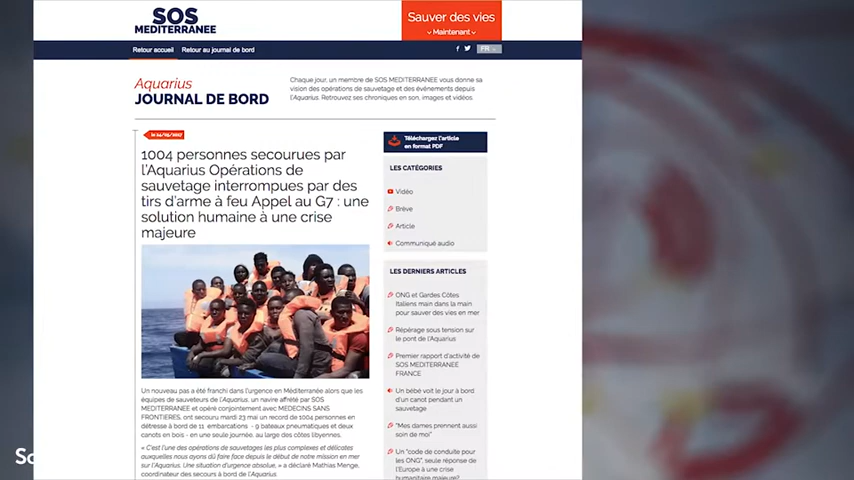 SOS
MEDITERRANEE
Sauver des vies
Maintenant
Retour accueil
Retour au journal de bord
FR
Aquarius
JOURNAL DE BORD
Chaque jour, un membre de SOS MEDITERRANEE vous donne sa
vision des opérations de sauvetage et des événements depuis
l'Aquarius. Retrouvez ses chroniques en son, images et vidéos.
le 24/05/2017
1004 personnes secourues par
l'Aquarius Opérations de
sauvetage interrompues par des
tirs d'arme à feu Appel au G7 : une
solution humaine à une crise
majeure
Un nouveau pas a été franchi dans l'urgence en Méditerranée alors que les
équipes de sauveteurs de l'Aquarius, un navire affrété par SOS
MEDITERRANEE et opéré conjointement avec MEDECINS SANS
FRONTIERES, ont secouru mardi 23 mai un record de 1004 personnes en
détresse à bord de 11 embarcations - 9 bateaux pneumatiques et deux
canots en bois - en une seule journée, au large des côtes libyennes.
« C'est l'une des opérations de sauvetages les plus complexes et délicates
auxquelles nous ayons dû faire face depuis le début de notre mission en mer
sur l'Aquarius. Une situation d'urgence absolue, » a déclaré Mathias Menge,
coordinateur des secours à bord de l'Aquarius.
Téléchargez l'article
en format PDF
LES CATÉGORIES
Vidéo
Brève
Article
Communiqué audio
LES DERNIERS ARTICLES
ONG et Gardes Côtes
Italiens main dans la main
pour sauver des vies en mer
Répérage sous tension sur
le pont de l'Aquarius
Premier rapport d'activité de
SOS MEDITERRANEE
FRANCE
Un bébé voit le jour à bord
d'un canot pendant un
sauvetage
"Mes dames prennent aussi
soin de moi"
Un "code de conduite pour
les ONG", seule réponse de
l'Europe à une crise
humanitaire majeure?